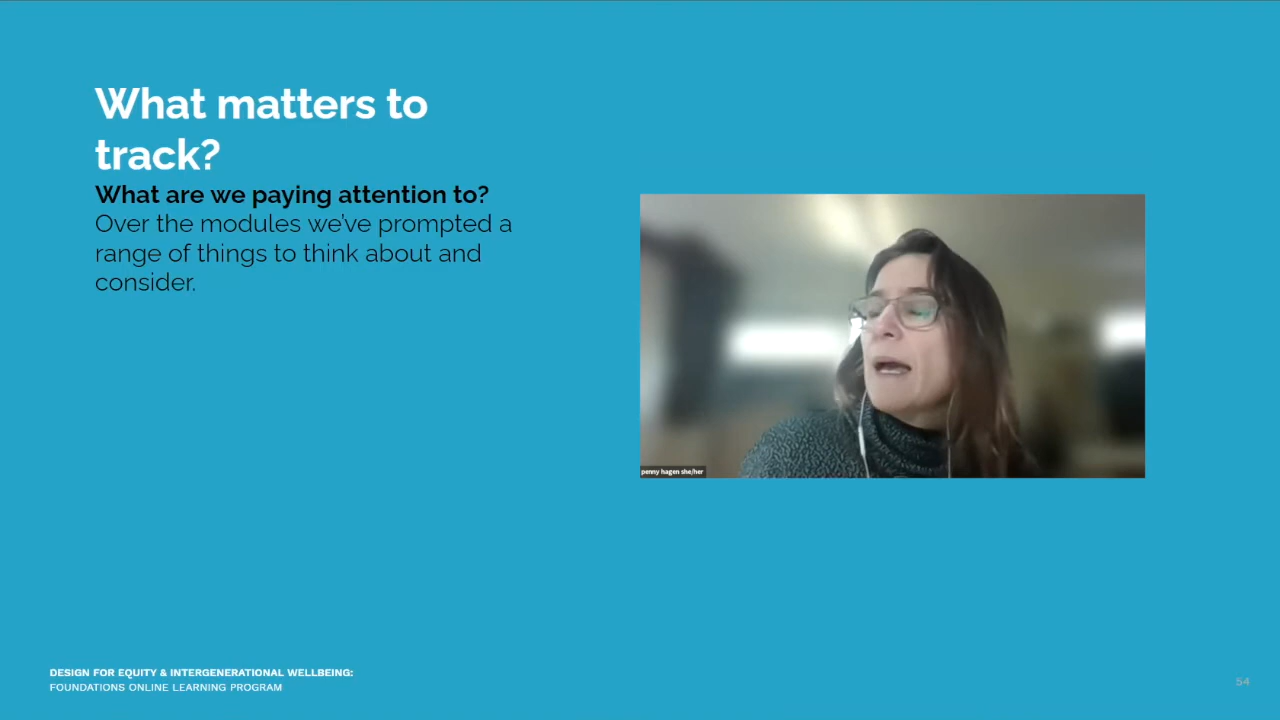 What matters to
track?
What are we paying attention to?
Over the modules we've prompted a
range of things to think about and
consider.
penny hagen she/her
DESIGN FOR EQUITY & INTERGENERATIONAL WELLBEING:
FOUNDATIONS ONLINE LEARNING PROGRAM
54